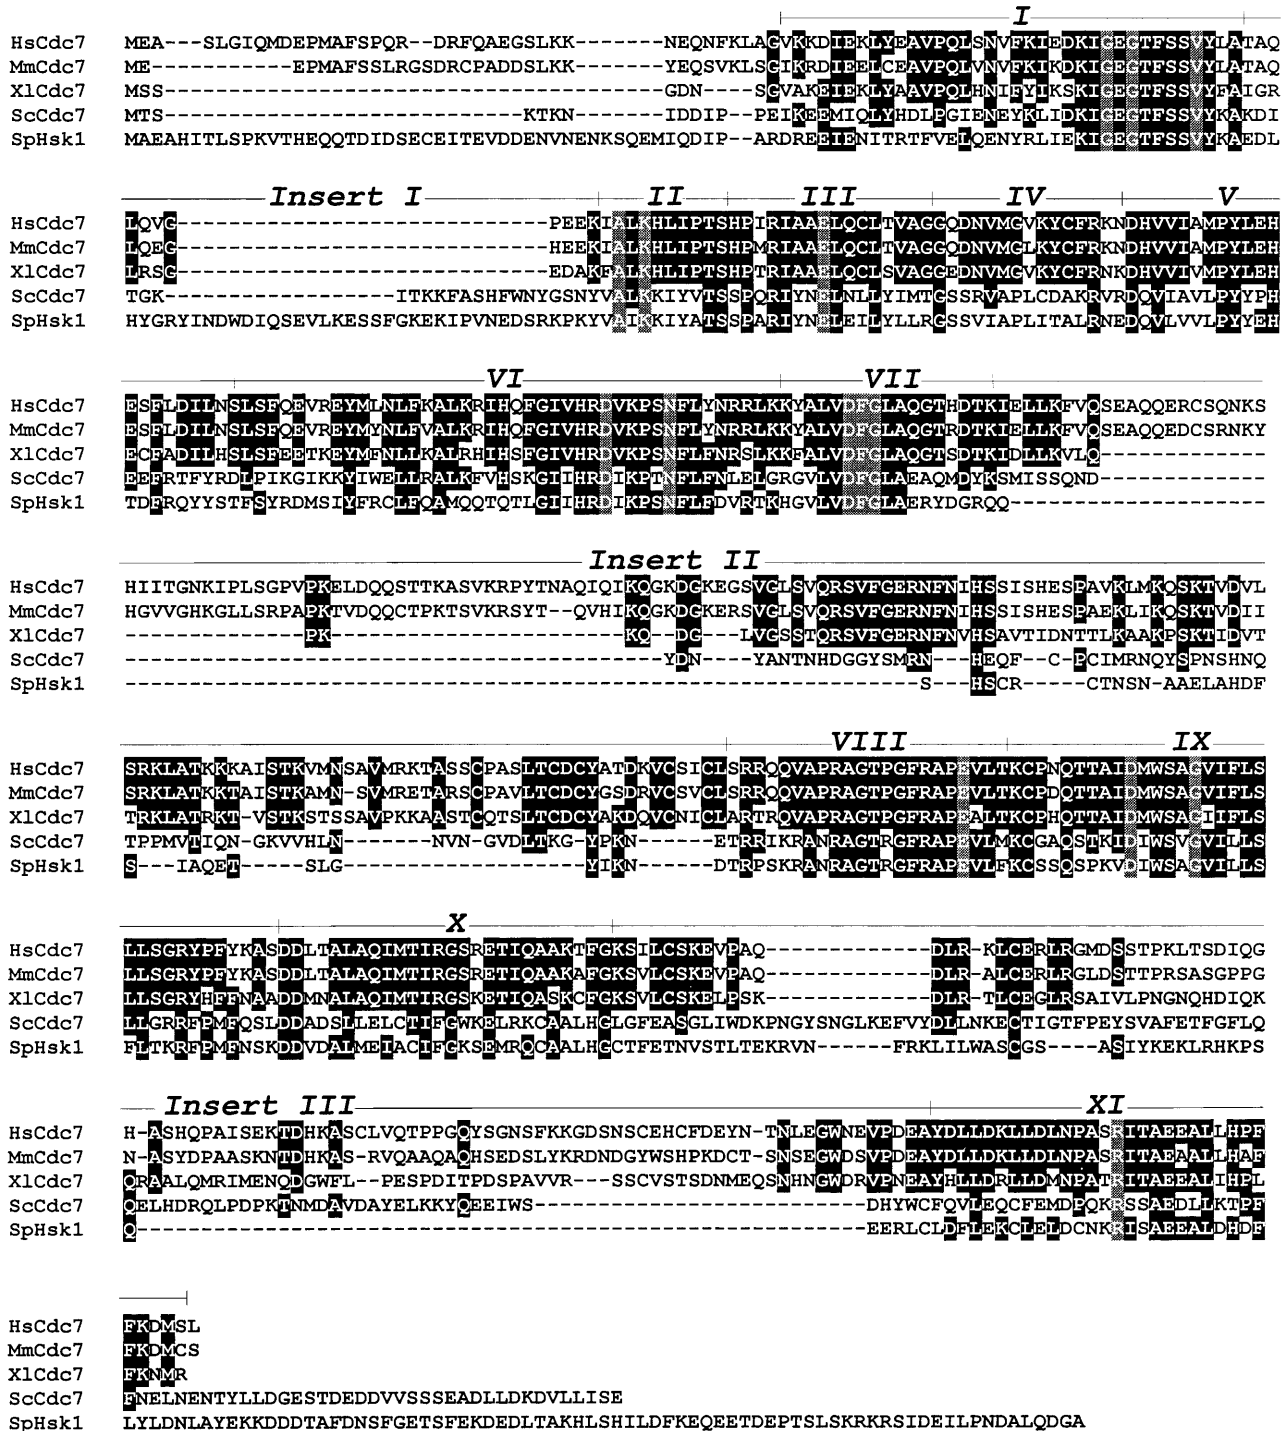 I
HsCdc7 MEA---SLGIQMDEPMAFSPQR--DRFQAEGSLKK-------NEQNFKLAGVKKDIEKLYEAVPQLSNVFKIEDKIGEGTFSSVYLATAQ
MmCdc7 ME-----------EPMAFSSLRGSDRCPADDSLKK-------YEQSVKLSGIKRDIEELCEAVPQLVNVFKIKDKIGEGTFSSVYLATAQ
XlCdc7 MSS---------------------------------------GDN---SGVAKEIEKLYAAVPQLHNIFYIKSKIGEGTFSSVYFAIGR
ScCdc7 MTS----------------------------KTKN-------IDDIP--PEIKEEMIQLYHDLPGIENEYKLIDKIGEGTFSSVYKAKDI
SpHsk1 MAEAHITLSPKVTHEQQTDIDSECEITEVDDENVNENKSQEMIQDIP--ARDREEIENITRTFVELQENYRLIEKIGEGTFSSVYKAEDL
Insert I II III IV V
HsCdc7 LQVG-----------------------------PEEKIALKHLIPTSHPIRIAAELQCLTVAGGQDNVMGVKYCFRKNDHVVIAMPYLEH
MmCdc7 LQEG-----------------------------HEEKIALKHLIPTSHPMRIAAELQCLTVAGGQDNVMGLKYCFRKNDHVVIAMPYLEH
XlCdc7 LRSG-----------------------------EDAKFALKHLIPTSHPTRIAAELQCLSVAGGEDNVMGVKYCFRNKDHVVIVMPYLEH
ScCdc7 TGK------------------ITKKFASHFWNYGSNYVALKKIYVTSSPQRIYNELNLLYIMTGSSRVAPLCDAKRVRDQVIAVLPYYPH
SpHsk1 HYGRYINDWDIQSEVLKESSFGKEKIPVNEDSRKPKYVAIKKIYATSSPARIYNELEILYLLRGSSVIAPLITALRNEDQVLVVLPYYEH
VI VII
HsCdc7 ESFLDILNSLSFQEVREYMLNLFKALKRIHQFGIVHRDVKPSNFLYNRRLKKYALVDFGLAQGTHDTKIELLKFVQSEAQQERCSQNKS
MmCdc7 ESFLDILNSLSFQEVREYMYNLFVALKRIHQFGIVHRDVKPSNFLYNRRLKKYALVDFGLAQGTRDTKIELLKFVQSEAQQEDCSRNKY
XlCdc7 ECFADILHSLSFEETKEYMFNLLKALRHIHSFGIVHRDVKPSNFLFNRSLKKFALVDFGLAQGTSDTKIDLLKVLQ-------------
ScCdc7 EEFRTFYRDLPIKGIKKYIWELLRALKFVHSKGIIHRDIKPTNFLFNLELGRGVLVDFGLAEAQMDYKSMISSQND-------------
SpHsk1 TDFRQYYSTFSYRDMSIYFRCLFQAMQQTQTLGIIHRDIKPSNFLFDVRTKHGVLVDFGLAERYDGRQQ--------------------
Insert II
HsCdc7 HIITGNKIPLSGPVPKELDQQSTTKASVKRPYTNAQIQIKQGKDGKEGSVGLSVQRSVFGERNFNIHSSISHESPAVKLMKQSKTVDVL
MmCdc7 HGVVGHKGLLSRPAPKTVDQQCTPKTSVKRSYT--QVHIKQGKDGKERSVGLSVQRSVFGERNFNIHSSISHESPAEKLIKQSKTVDII
XlCdc7 --------------PK-----------------------KQ--DG---LVGSSTQRSVFGERNFNVHSAVTIDNTTLKAAKPSKTIDVT
ScCdc7 ------------------------------------------YDN----YANTNHDGGYSMRN---HEQF--C-PCIMRNQYSPNSHNQ
SpHsk1 --------------------------------------------------------------S---HSCR-----CTNSN-AAELAHDF
VIII IX
HsCdc7 SRKLATKKKAISTKVMNSAVMRKTASSCPASLTCDCYATDKVCSICLSRRQQVAPRAGTPGFRAPEVLTKCPNQTTAIDMWSAGVIFLS
MmCdc7 SRKLATKKTAISTKAMN-SVMRETARSCPAVLTCDCYGSDRVCSVCLSRRQQVAPRAGTPGFRAPEVLTKCPDQTTAIDMWSAGVIFLS
XlCdc7 TRKLATRKT-VSTKSTSSAVPKKAASTCQTSLTCDCYAKDQVCNICLARTRQVAPRAGTPGFRAPEALTKCPHQTTAIDMWSAGIIFLS
ScCdc7 TPPMVTIQN-GKVVHLN-------NVN-GVDLTKG-YPKN------ETRRIKRANRAGTRGFRAPEVLMKCGAQSTKIDIWSVGVILLS
SpHsk1 S---IAQET-----SLG-------------------YIKN------DTRPSKRANRAGTRGFRAPEVLFKCSSQSPKVDIWSAGVILLS
X
HsCdc7 LLSGRYPFYKASDDLTALAQIMTIRGSRETIQAAKTFGKSILCSKEVPAQ-------------DLR-KLCERLRGMDSSTPKLTSDIQG
MmCdc7 LLSGRYPFYKASDDLTALAQIMTIRGSRETIQAAKAFGKSVLCSKEVPAQ-------------DLR-ALCERLRGLDSTTPRSASGPPG
XlCdc7 LLSGRYHFFNAADDMNALAQIMTIRGSKETIQASKCFGKSVLCSKELPSK-------------DLR-TLCEGLRSAIVLPNGNQHDIQK
ScCdc7 LLGRRFPMFQSLDDADSLLELCTIFGWKELRKCAALHGLGFEASGLIWDKPNGYSNGLKEFVYDLLNKECTIGTFPEYSVAFETFGFLQ
SpHsk1 FLTKRFPMFNSKDDVDALMEIACIFGKSEMRQCAALHGCTFETNVSTLTEKRVN------FRKLILWASCGS----ASIYKEKLRHKPS
Insert III XI
HsCdc7 H-ASHQPAISEKTDHKASCLVQTPPGQYSGNSFKKGDSNSCEHCFDEYN-TNLEGWNEVPDEAYDLLDKLLDLNPASRITAEEALLHPF
MmCdc7 N-ASYDPAASKNTDHKAS-RVQAAQAQHSEDSLYKRDNDGYWSHPKDCT-SNSEGWDSVPDEAYDLLDKLLDLNPASRITAEAALLHAF
XlCdc7 QRAALQMRIMENQDGWFL--PESPDITPDSPAVVR---SSCVSTSDNMEQSNHNGWDRVPNEAYHLLDRLLDMNPATRITAEEALIHPL
ScCdc7 QELHDRQLPDPKTNMDAVDAYELKKYQEEIWS--------------------------DHYWCFQVLEQCFEMDPQKRSSAEDLLKTPF
SpHsk1 Q---------------------------------------------------------EERLCLDFLEKCLELDCNKRISAEEALDHDF
HsCdc7 FKDMSL
MmCdc7 FKDMCS
XlCdc7 FKNMR
ScCdc7 FNELNENTYLLDGESTDEDDVVSSSEADLLDKDVLLISE
SpHsk1 LYLDNLAYEKKDDDTAFDNSFGETSFEKDEDLTAKHLSHILDFKEQEETDEPTSLSKRKRSIDEILPNDALQDGA